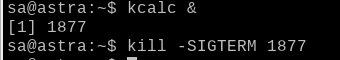 sa@astra:~$ kcalc &
[1] 1877
sa@astra:~$ kill -SIGTERM 1877